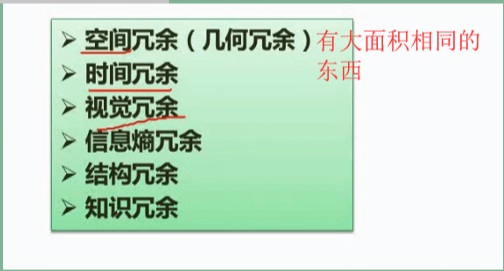 ➢ 空间冗余（几何冗余）有大面积相同的
东西
➢ 时间冗余
➢ 视觉冗余
➢ 信息熵冗余
➢ 结构冗余
➢ 知识冗余